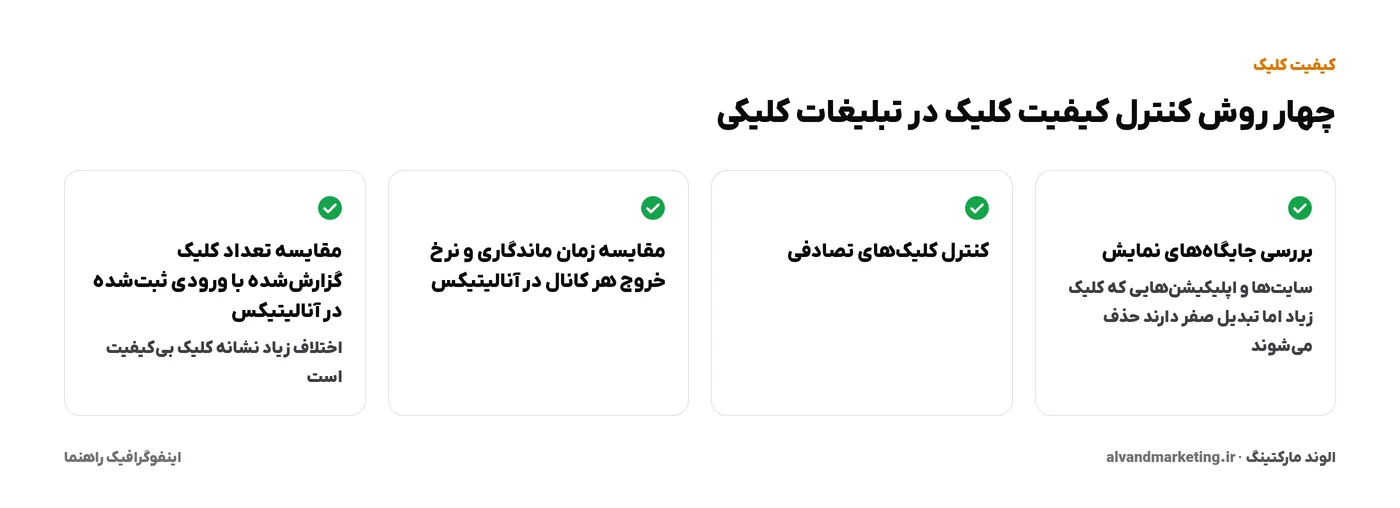 کیفیت کلیک
چهار روش کنترل کیفیت کلیک در تبلیغات کلیکی
بررسی جایگاه‌های نمایش
سایت‌ها و اپلیکیشن‌هایی که کلیک
زیاد اما تبدیل صفر دارند حذف
می‌شوند
کنترل کلیک‌های تصادفی
مقایسه زمان ماندگاری و نرخ
خروج هر کانال در آنالیتیکس
مقایسه تعداد کلیک
گزارش‌شده با ورودی ثبت‌شده
در آنالیتیکس
اختلاف زیاد نشانه کلیک بی‌کیفیت
است
الوند مارکتینگ · alvandmarketing.ir
اینفوگرافیک راهنما